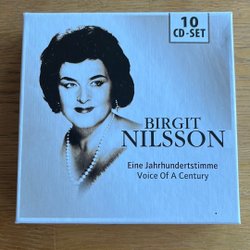 10
CD-SET
BIRGIT
NILSSON
Eine Jahrhundertstimme
Voice Of A Century